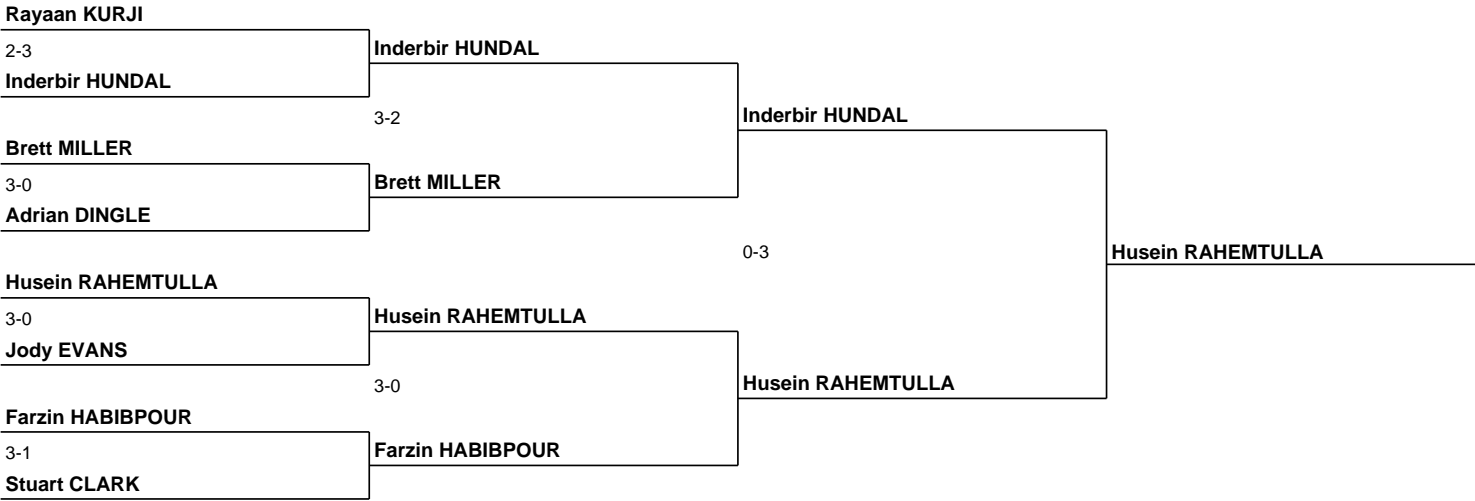 Rayaan KURJI
2-3
Inderbir HUNDAL
Inderbir HUNDAL
3-2
Inderbir HUNDAL
Brett MILLER
3-0
Brett MILLER
Adrian DINGLE
0-3
Husein RAHEMTULLA
Husein RAHEMTULLA
3-0
Husein RAHEMTULLA
Jody EVANS
3-0
Husein RAHEMTULLA
Farzin HABIBPOUR
3-1
Farzin HABIBPOUR
Stuart CLARK